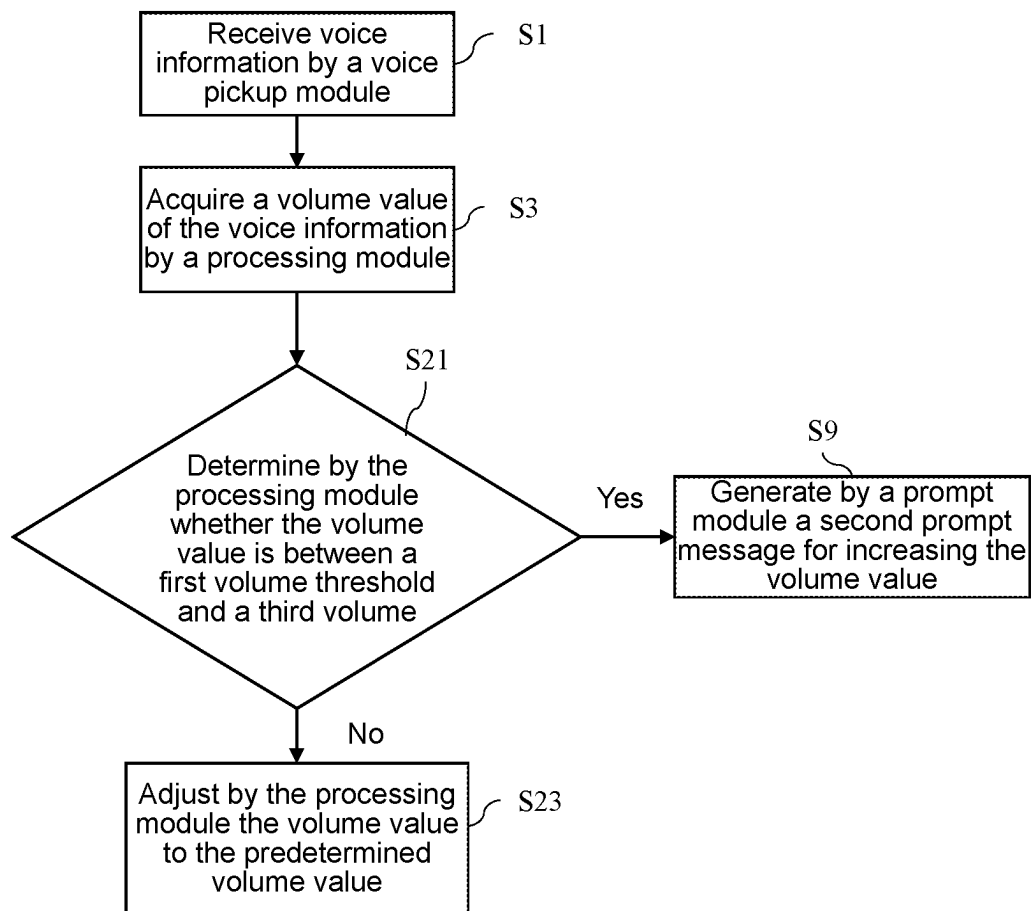 Receive voice
information by a voice
pickup module
S1
Acquire a volume value
of the voice information
by a processing module
S3
S21
Determine by the
processing module
whether the volume
value is between a
first volume threshold
and a third volume
Yes
S9
Generate by a prompt
module a second prompt
message for increasing the
volume value
No
Adjust by the processing
module the volume value
to the predetermined
volume value
S23